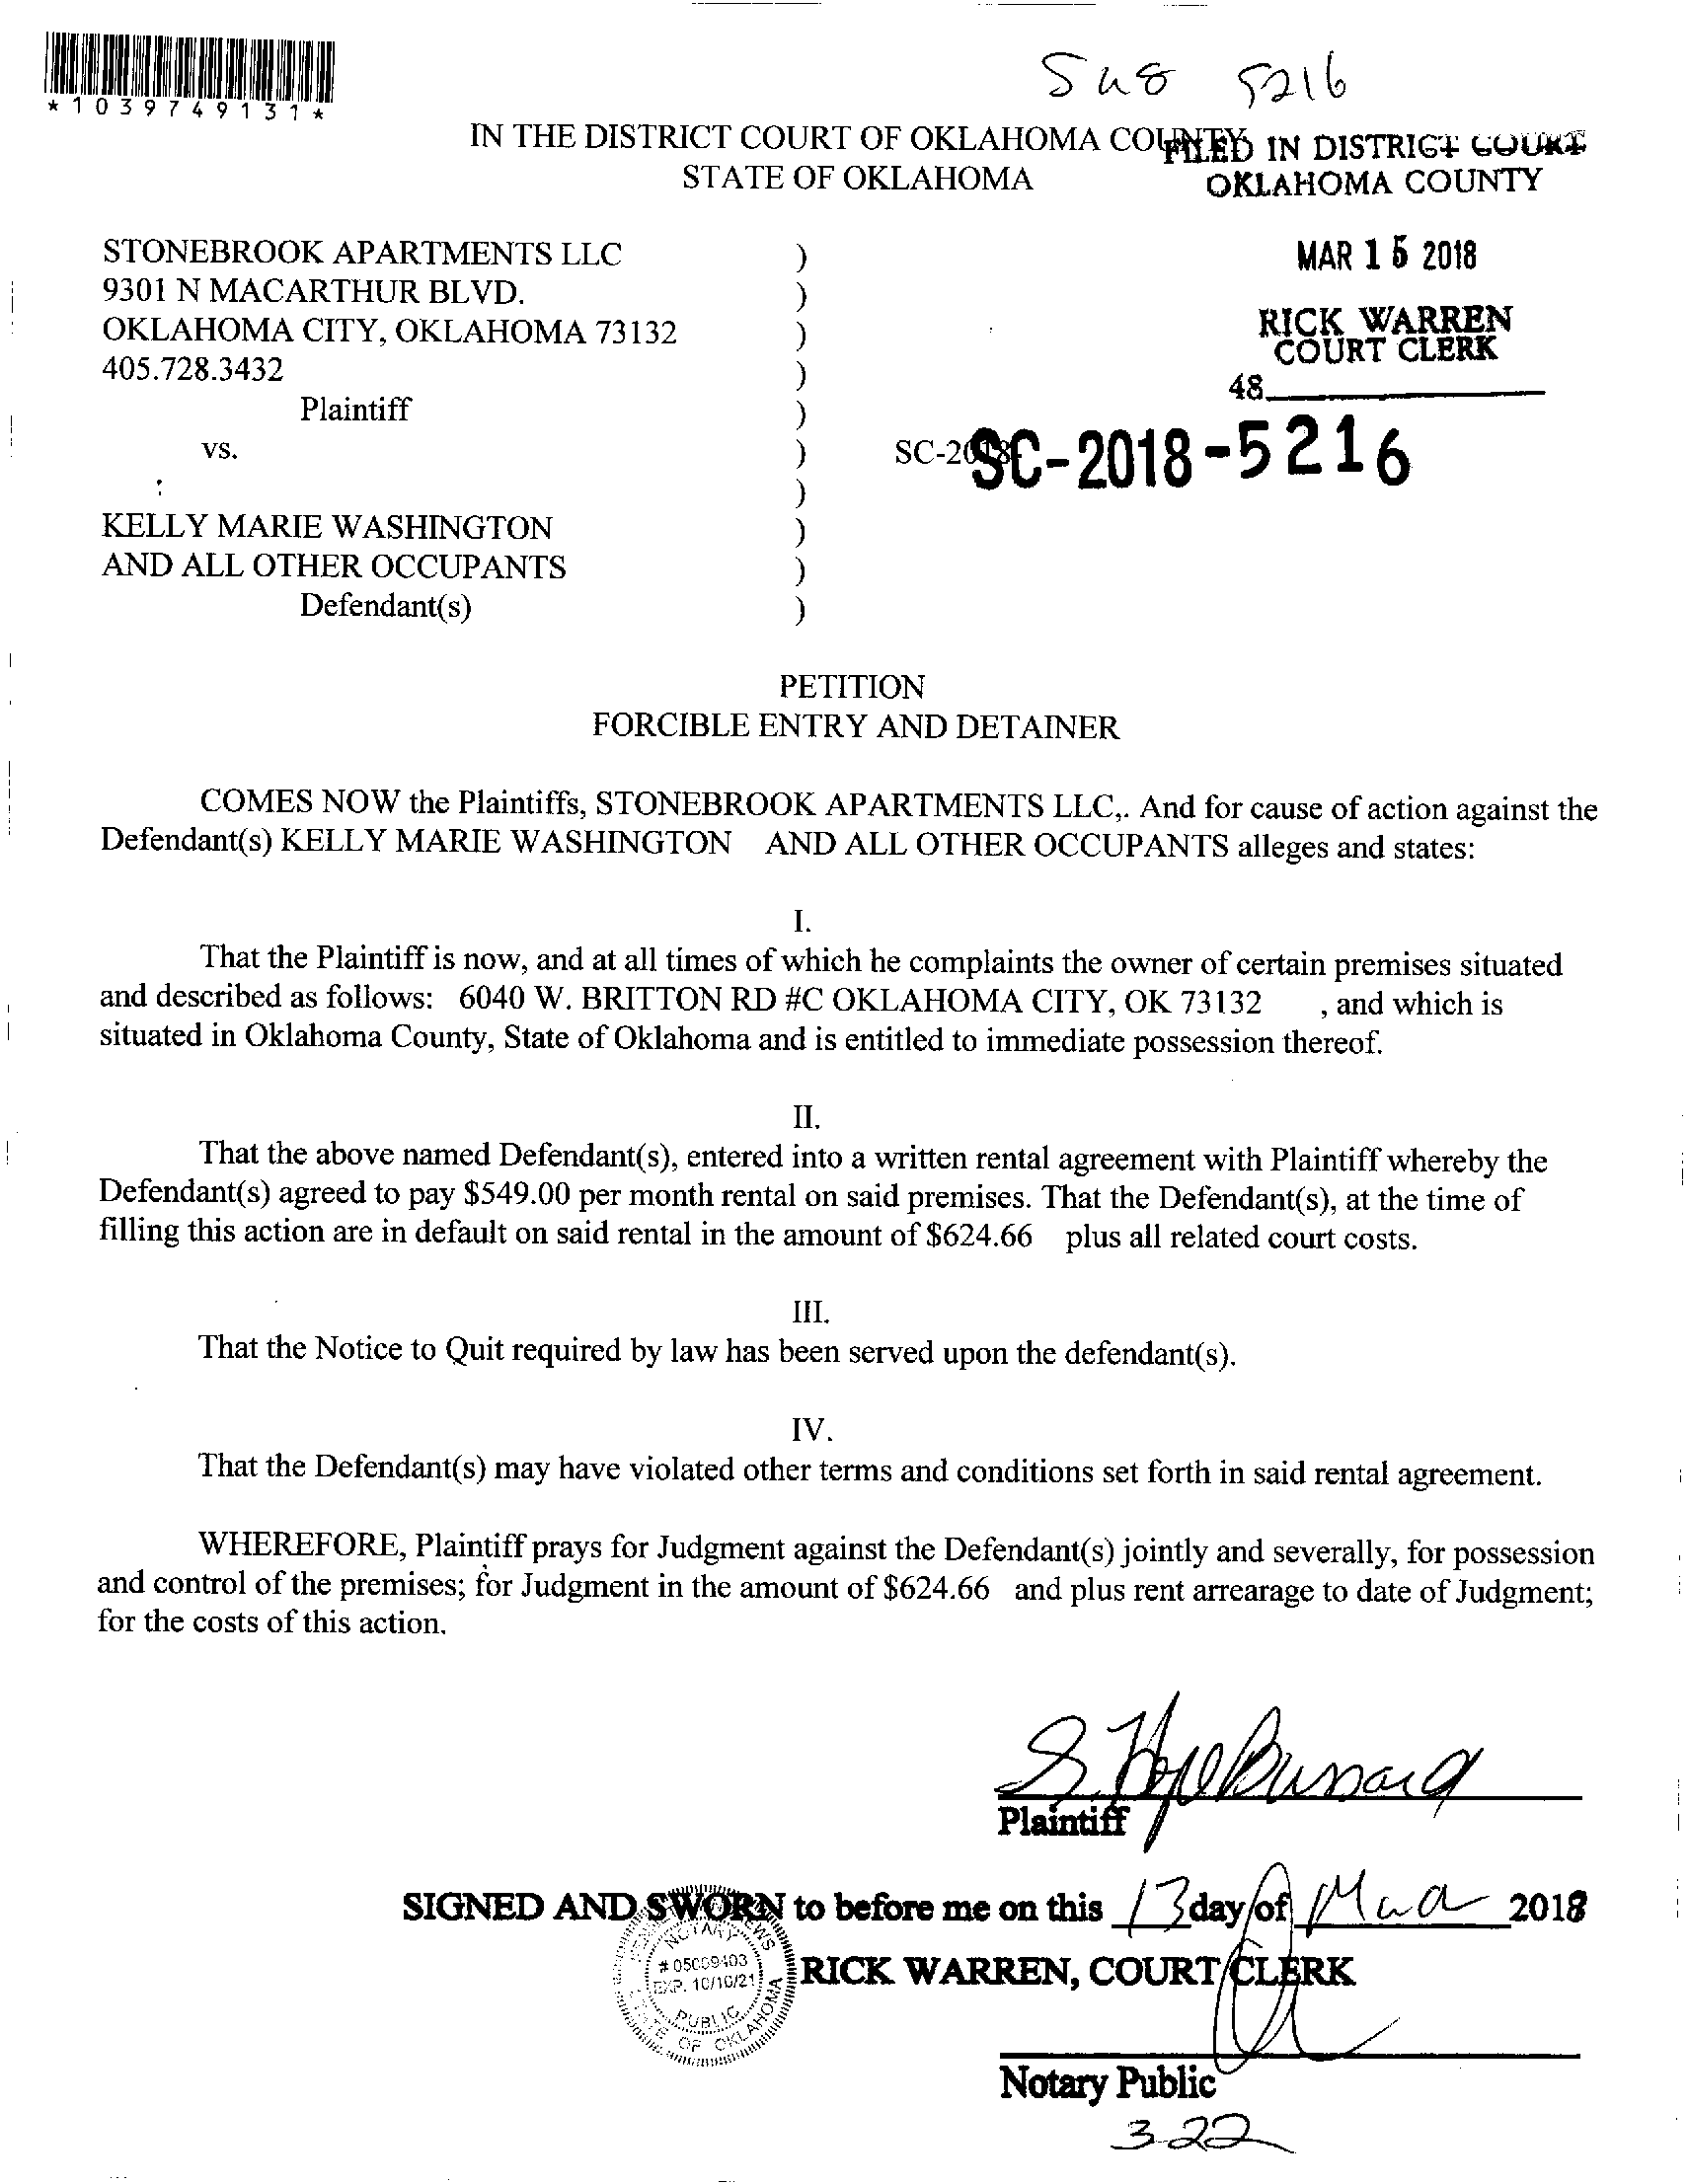 *1039749131*
5216
IN THE DISTRICT COURT OF OKLAHOMA COUNTY
STATE OF OKLAHOMA
FILED IN DISTRICT COURT
OKLAHOMA COUNTY
MAR 15 2018
RICK WARREN
COURT CLERK
48
STONEBROOK APARTMENTS LLC )
9301 N MACARTHUR BLVD. )
OKLAHOMA CITY, OKLAHOMA 73132 )
405.728.3432 )
Plaintiff )
vs. ) SC-2018-
SC-2018-5216
)
KELLY MARIE WASHINGTON )
AND ALL OTHER OCCUPANTS )
Defendant(s) )
PETITION
FORCIBLE ENTRY AND DETAINER
COMES NOW the Plaintiffs, STONEBROOK APARTMENTS LLC,. And for cause of action against the
Defendant(s) KELLY MARIE WASHINGTON AND ALL OTHER OCCUPANTS alleges and states:
I.
That the Plaintiff is now, and at all times of which he complaints the owner of certain premises situated
and described as follows: 6040 W. BRITTON RD #C OKLAHOMA CITY, OK 73132 , and which is
situated in Oklahoma County, State of Oklahoma and is entitled to immediate possession thereof.
II.
That the above named Defendant(s), entered into a written rental agreement with Plaintiff whereby the
Defendant(s) agreed to pay $549.00 per month rental on said premises. That the Defendant(s), at the time of
filling this action are in default on said rental in the amount of $624.66 plus all related court costs.
III.
That the Notice to Quit required by law has been served upon the defendant(s).
IV.
That the Defendant(s) may have violated other terms and conditions set forth in said rental agreement.
WHEREFORE, Plaintiff prays for Judgment against the Defendant(s) jointly and severally, for possession
and control of the premises; for Judgment in the amount of $624.66 and plus rent arrearage to date of Judgment;
for the costs of this action.
S. Hope Bussard
Plaintiff
SIGNED AND SWORN to before me on this 13 day of Mar 2018
RICK WARREN, COURT CLERK
NOTARY
# 05009403
EXP. 10/10/21
PUBLIC
STATE OF OKLAHOMA
Notary Public
3-22